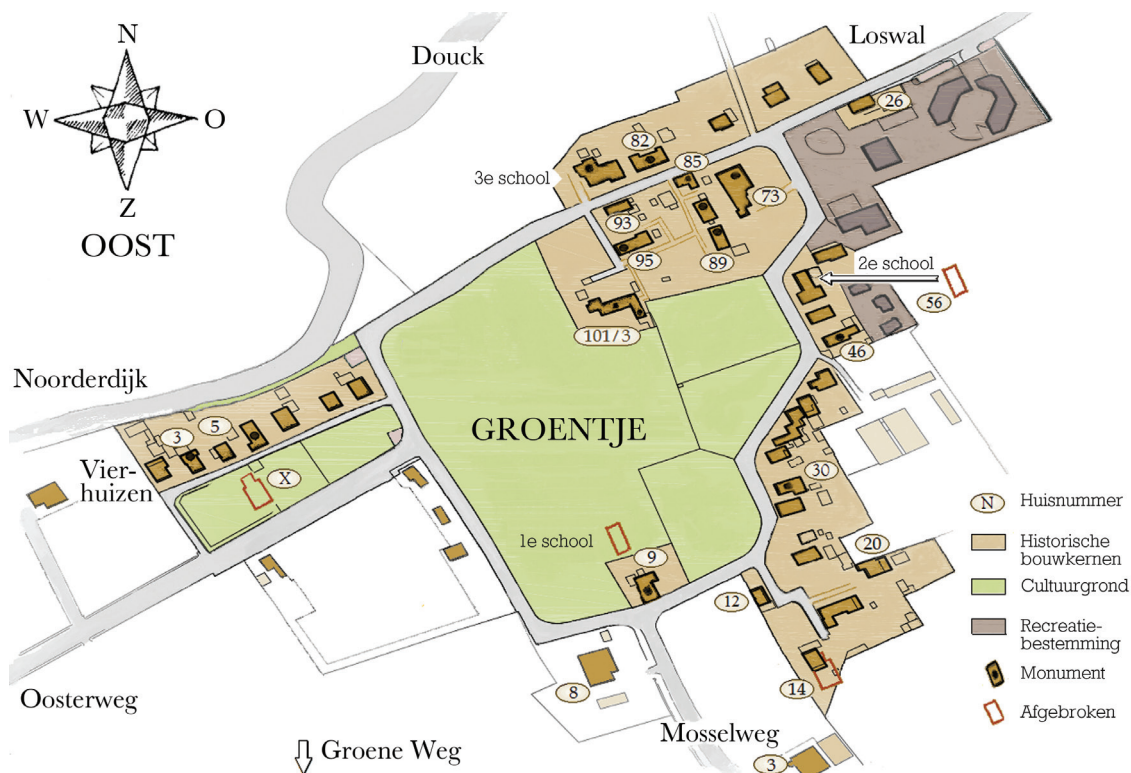 N
W
O
Z
OOST
Douck
Loswal
26
82
85
3e school
73
93
95
89
2e school
56
101/3
46
Noorderdijk
3
5
GROENTJE
Vier-
huizen
X
30
1e school
9
20
12
14
8
Oosterweg
Groene Weg
Mosselweg
3
N Huisnummer
Historische
bouwkernen
Cultuurgrond
Recreatie-
bestemming
Monument
Afgebroken